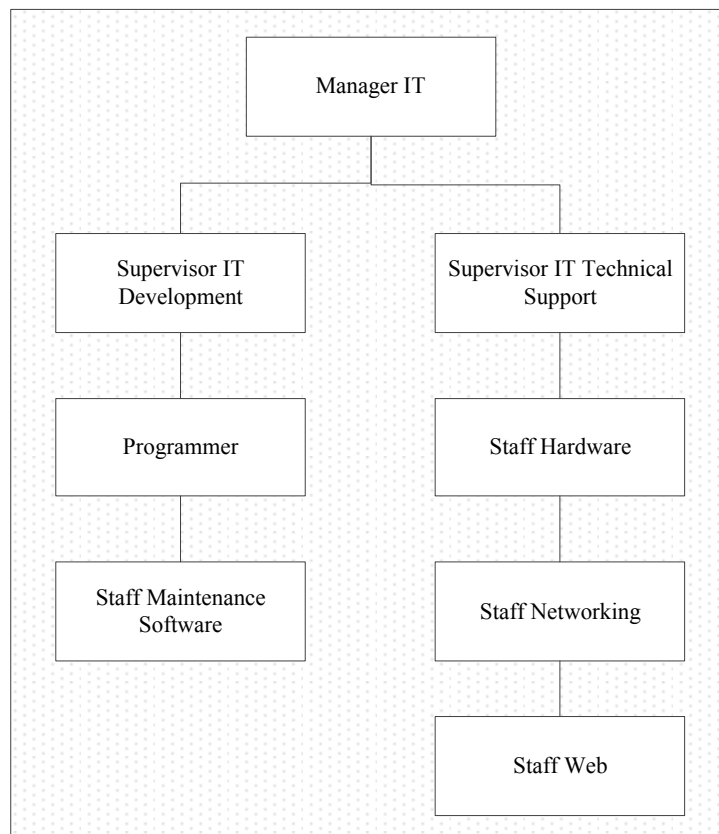 Manager IT
Supervisor IT
Development
Supervisor IT Technical
Support
Programmer
Staff Hardware
Staff Maintenance
Software
Staff Networking
Staff Web